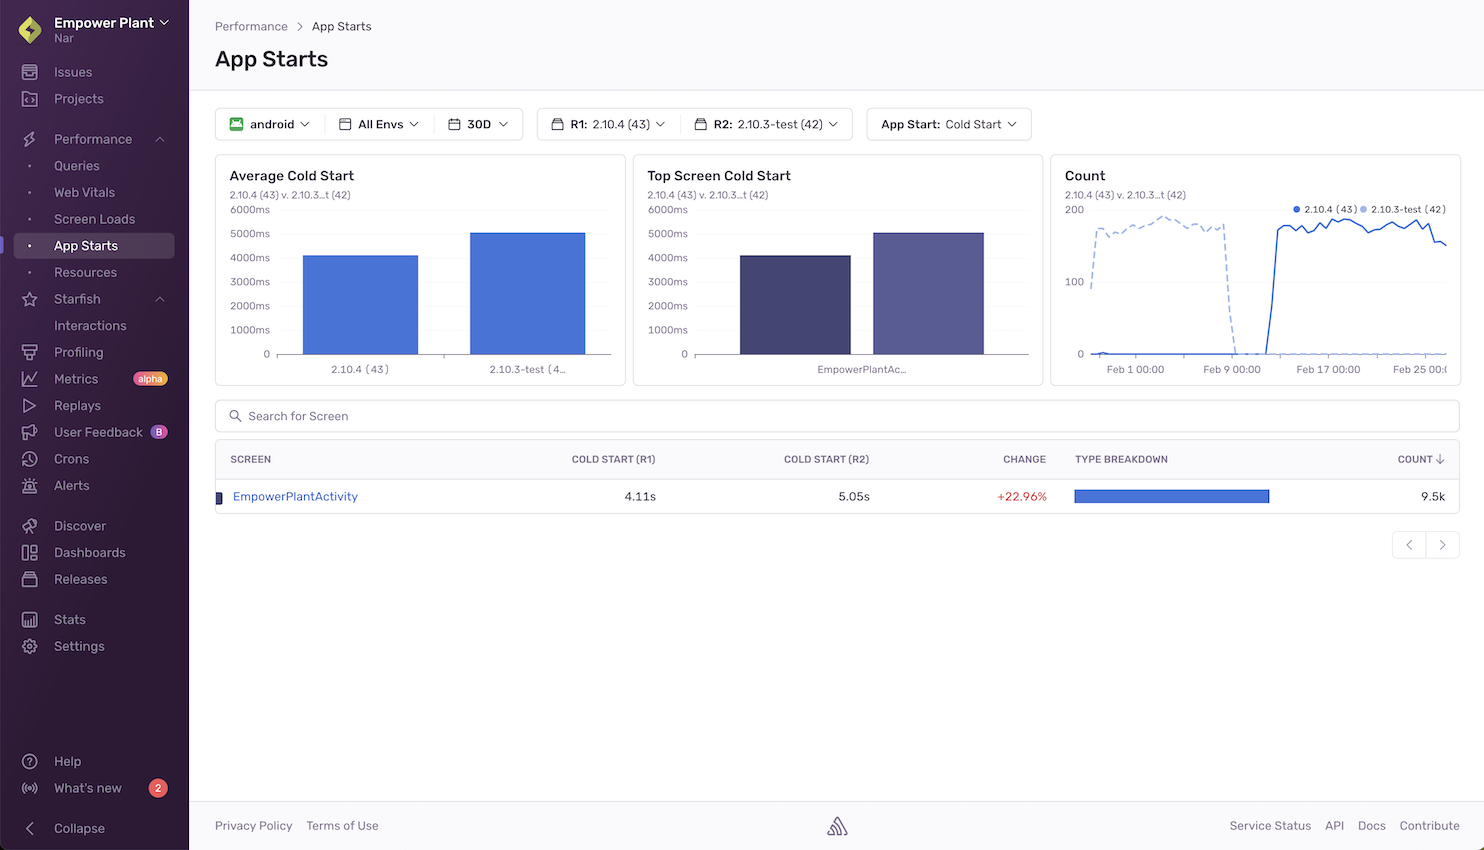 Empower Plant
Nar
Issues
Projects
Performance
Queries
Web Vitals
Screen Loads
App Starts
Resources
Starfish
Interactions
Profiling
Metrics alpha
Replays
User Feedback B
Crons
Alerts
Discover
Dashboards
Releases
Stats
Settings
Help
What's new 2
Collapse
Performance > App Starts
App Starts
android All Envs 30D R1: 2.10.4 (43) R2: 2.10.3-test (42) App Start: Cold Start
Average Cold Start
2.10.4 (43) v. 2.10.3...t (42)
6000ms
5000ms
4000ms
3000ms
2000ms
1000ms
0
2.10.4 (43) 2.10.3-test (4...
Top Screen Cold Start
2.10.4 (43) v. 2.10.3...t (42)
6000ms
5000ms
4000ms
3000ms
2000ms
1000ms
0
EmpowerPlantAc...
Count
2.10.4 (43) v. 2.10.3...t (42)
2.10.4 (43) 2.10.3-test (42)
200
100
0
Feb 1 00:00 Feb 9 00:00 Feb 17 00:00 Feb 25 00:(
Search for Screen
SCREEN COLD START (R1) COLD START (R2) CHANGE TYPE BREAKDOWN COUNT
EmpowerPlantActivity 4.11s 5.05s +22.96% 9.5k
Privacy Policy Terms of Use Service Status API Docs Contribute